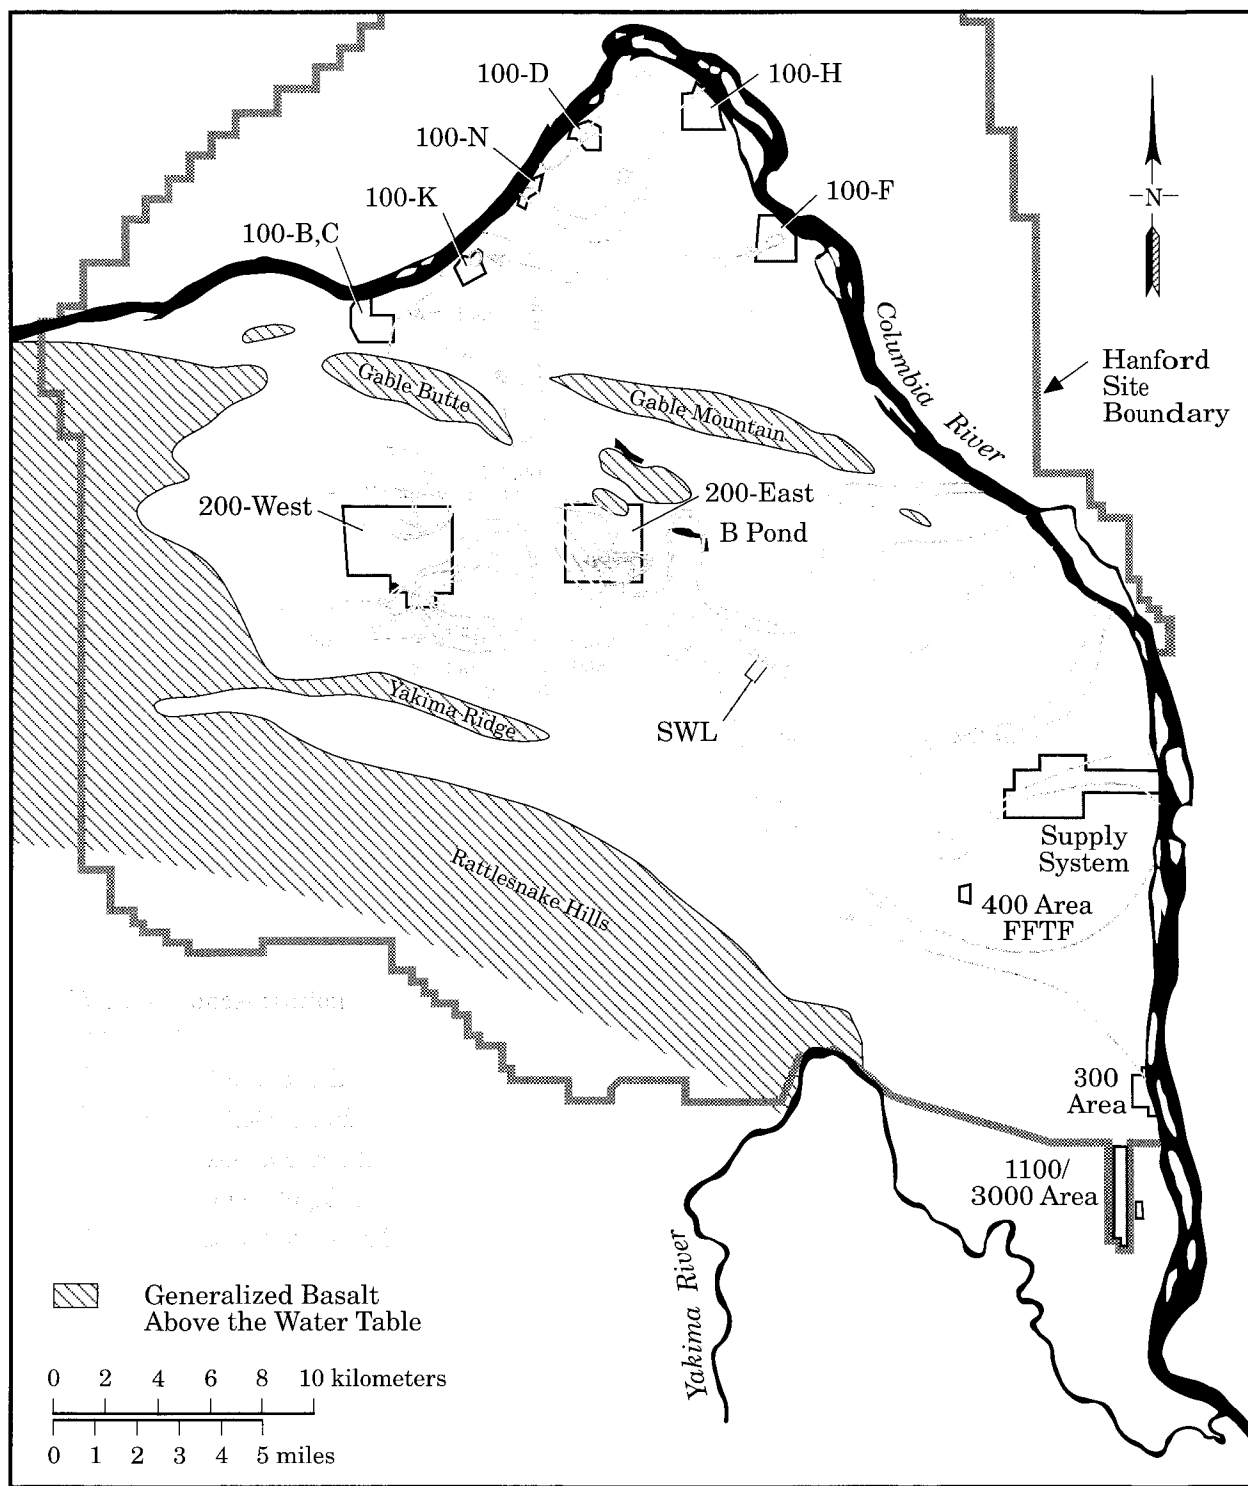 100-D
100-H
100-N
100-K
100-F
100-B,C
N
Columbia River
Hanford
Site
Boundary
Gable Butte
Gable Mountain
200-West
200-East
B Pond
Yakima Ridge
SWL
Supply
System
Rattlesnake Hills
400 Area
FFTF
300
Area
1100/
3000 Area
Yakima River
Generalized Basalt
Above the Water Table
0 2 4 6 8 10 kilometers
0 1 2 3 4 5 miles